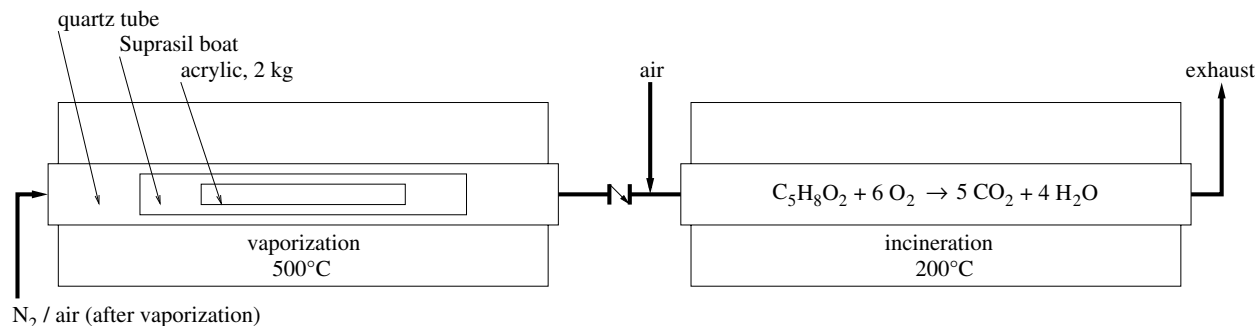 quartz tube
Suprasil boat
acrylic, 2 kg
air
exhaust
C₅H₈O₂ + 6 O₂ → 5 CO₂ + 4 H₂O
vaporization
500°C
incineration
200°C
N₂ / air (after vaporization)